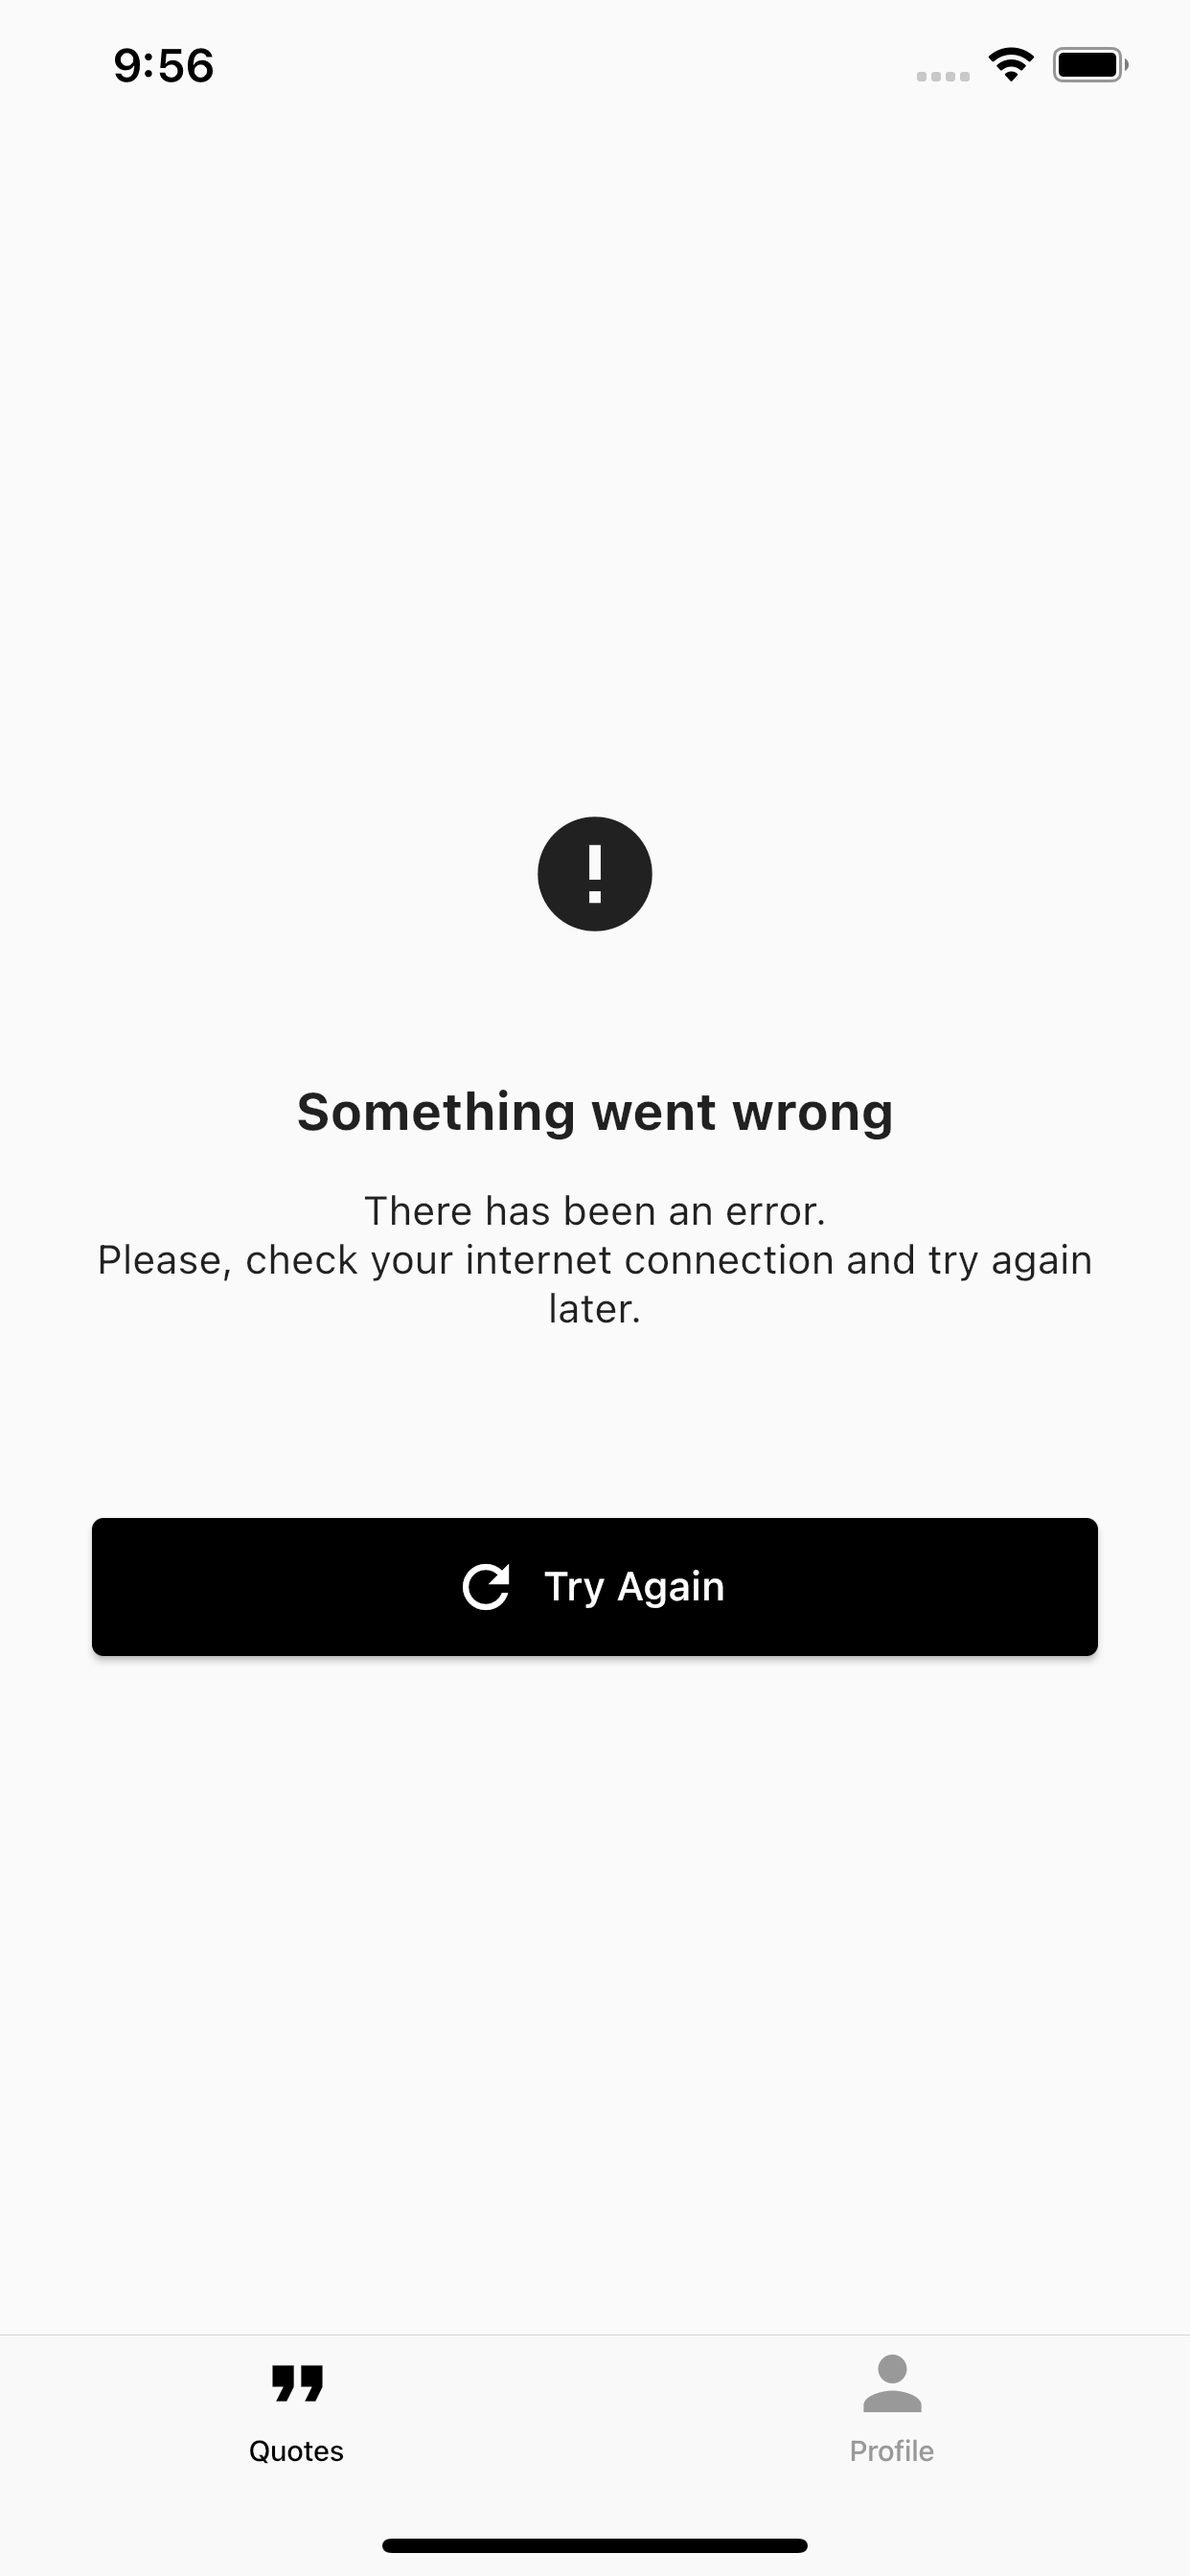 9:56
Something went wrong
There has been an error.
Please, check your internet connection and try again
later.
Try Again
Quotes
Profile